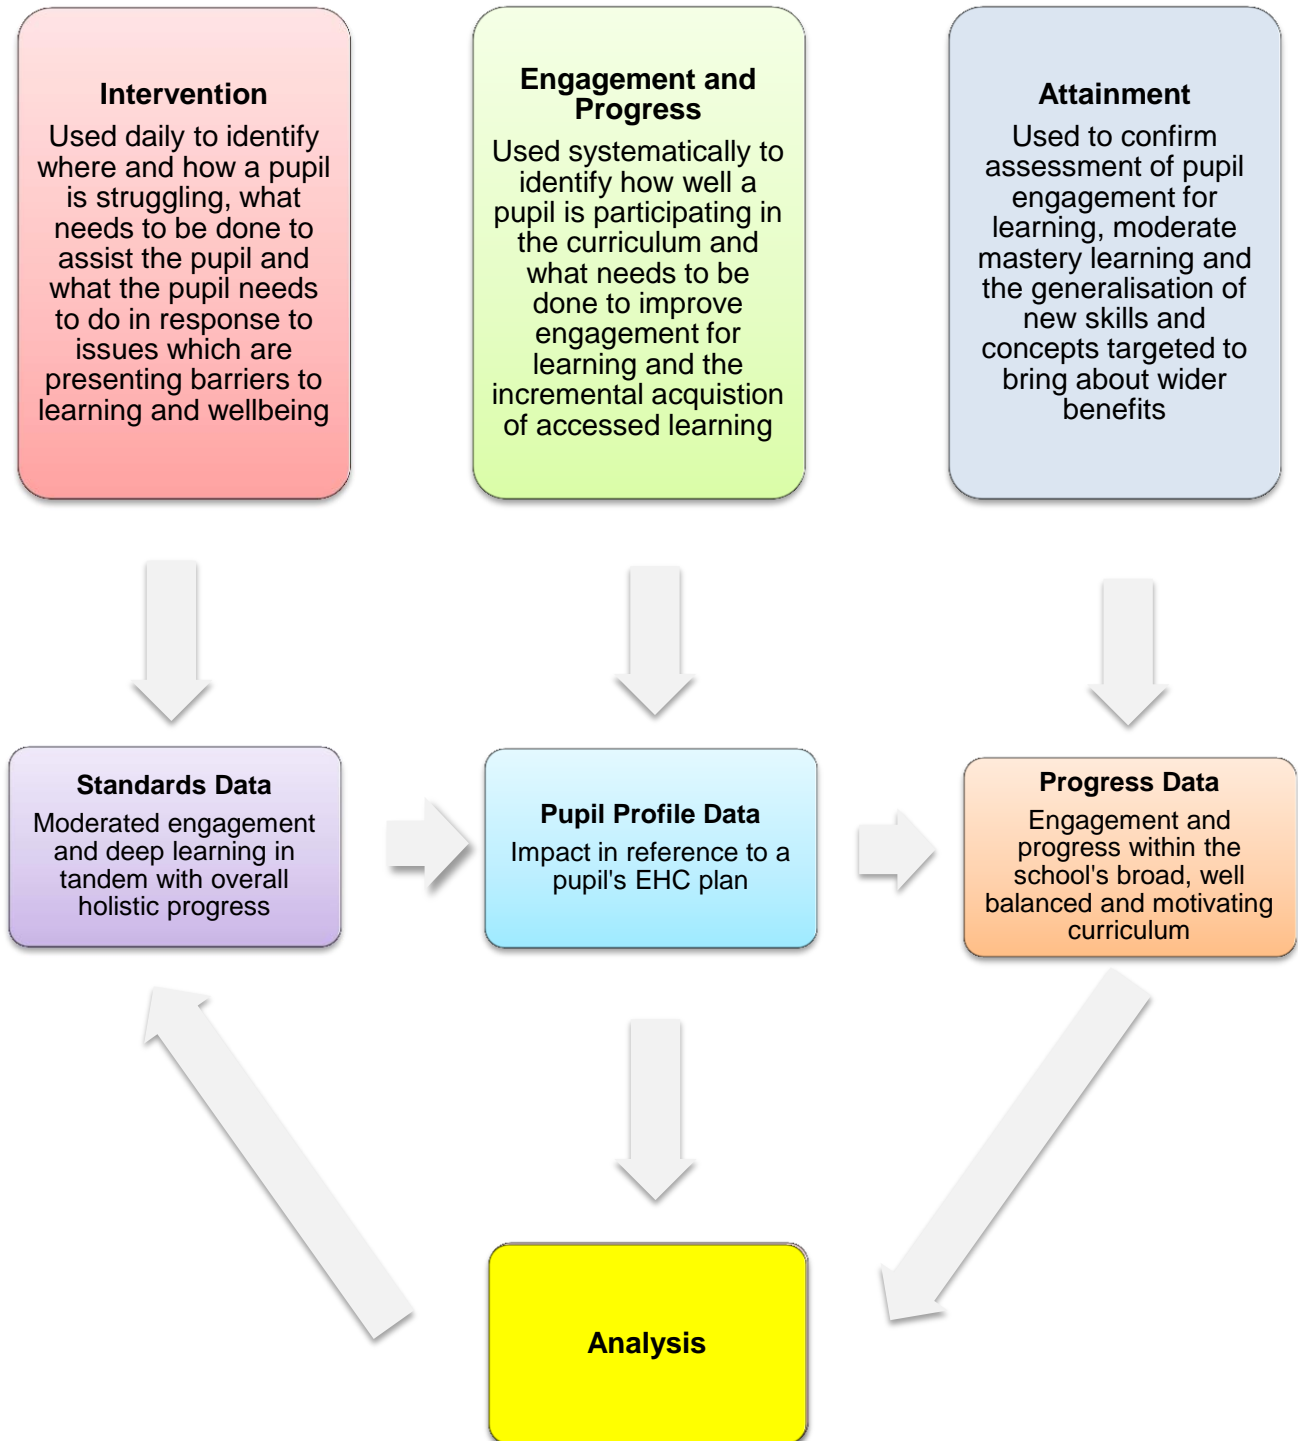 Intervention
Used daily to identify
where and how a pupil
is struggling, what
needs to be done to
assist the pupil and
what the pupil needs
to do in response to
issues which are
presenting barriers to
learning and wellbeing
Engagement and
Progress
Used systematically to
identify how well a
pupil is participating in
the curriculum and
what needs to be
done to improve
engagement for
learning and the
incremental acquistion
of accessed learning
Attainment
Used to confirm
assessment of pupil
engagement for
learning, moderate
mastery learning and
the generalisation of
new skills and
concepts targeted to
bring about wider
benefits
Standards Data
Moderated engagement
and deep learning in
tandem with overall
holistic progress
Pupil Profile Data
Impact in reference to a
pupil's EHC plan
Progress Data
Engagement and
progress within the
school's broad, well
balanced and motivating
curriculum
Analysis